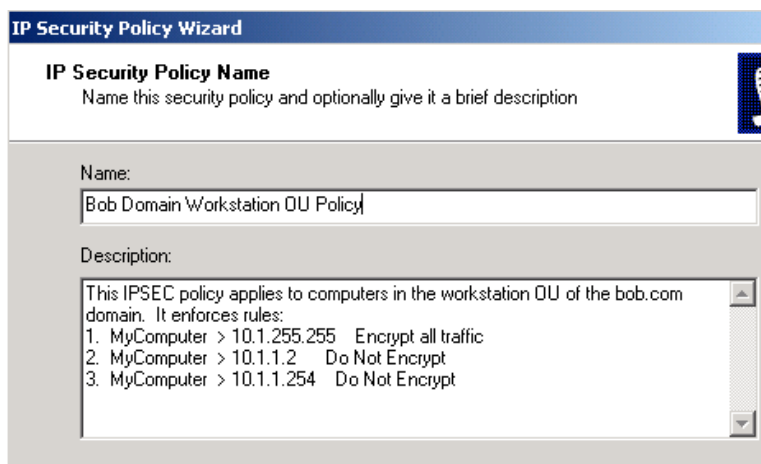 IP Security Policy Wizard
IP Security Policy Name
Name this security policy and optionally give it a brief description
Name:
Bob Domain Workstation OU Policy
Description:
This IPSEC policy applies to computers in the workstation OU of the bob.com
domain.  It enforces rules:
1.  MyComputer > 10.1.255.255    Encrypt all traffic
2.  MyComputer > 10.1.1.2      Do Not Encrypt
3.  MyComputer > 10.1.1.254    Do Not Encrypt